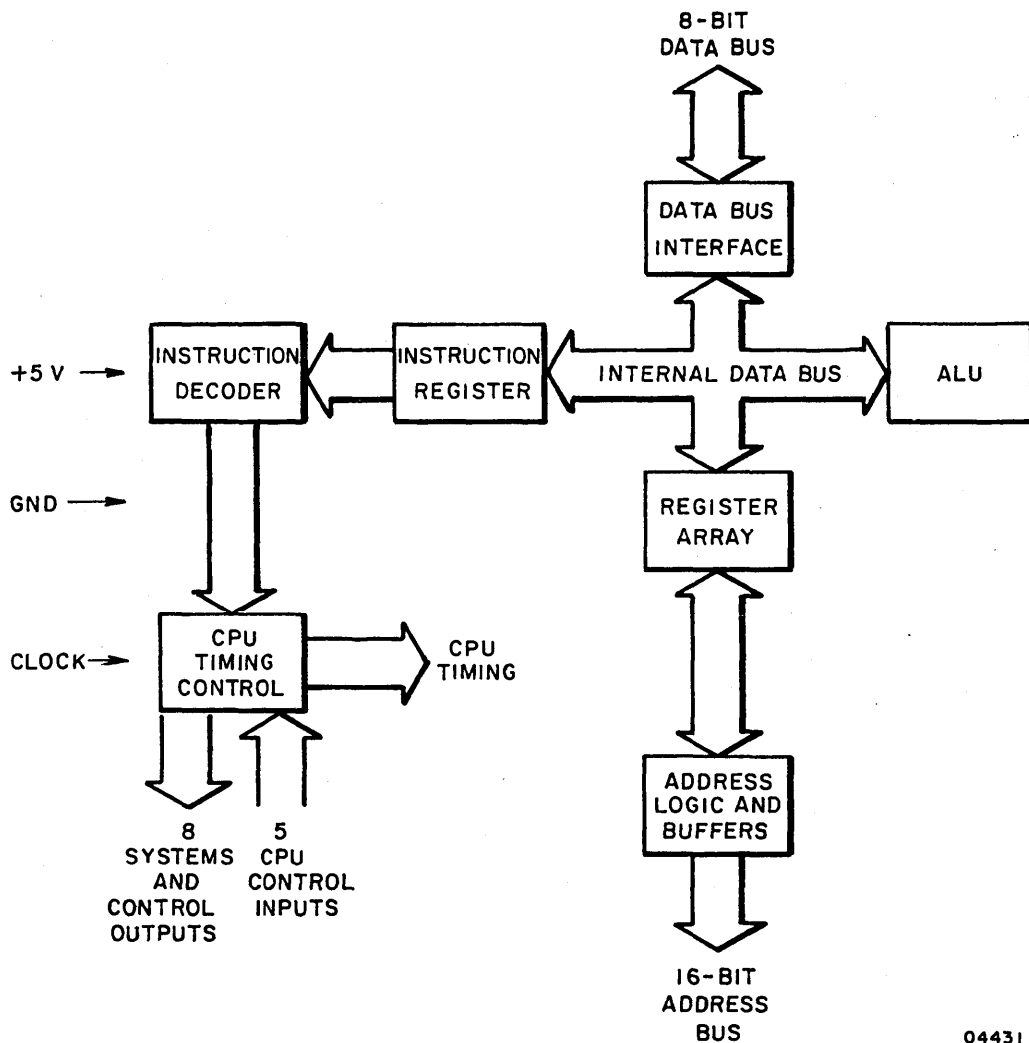 8-BIT
DATA BUS
DATA BUS
INTERFACE
+5 V
INSTRUCTION
DECODER
INSTRUCTION
REGISTER
INTERNAL DATA BUS
ALU
GND
REGISTER
ARRAY
CLOCK
CPU
TIMING
CONTROL
CPU
TIMING
ADDRESS
LOGIC AND
BUFFERS
8
SYSTEMS
AND
CONTROL
OUTPUTS
5
CPU
CONTROL
INPUTS
16-BIT
ADDRESS
BUS
04431